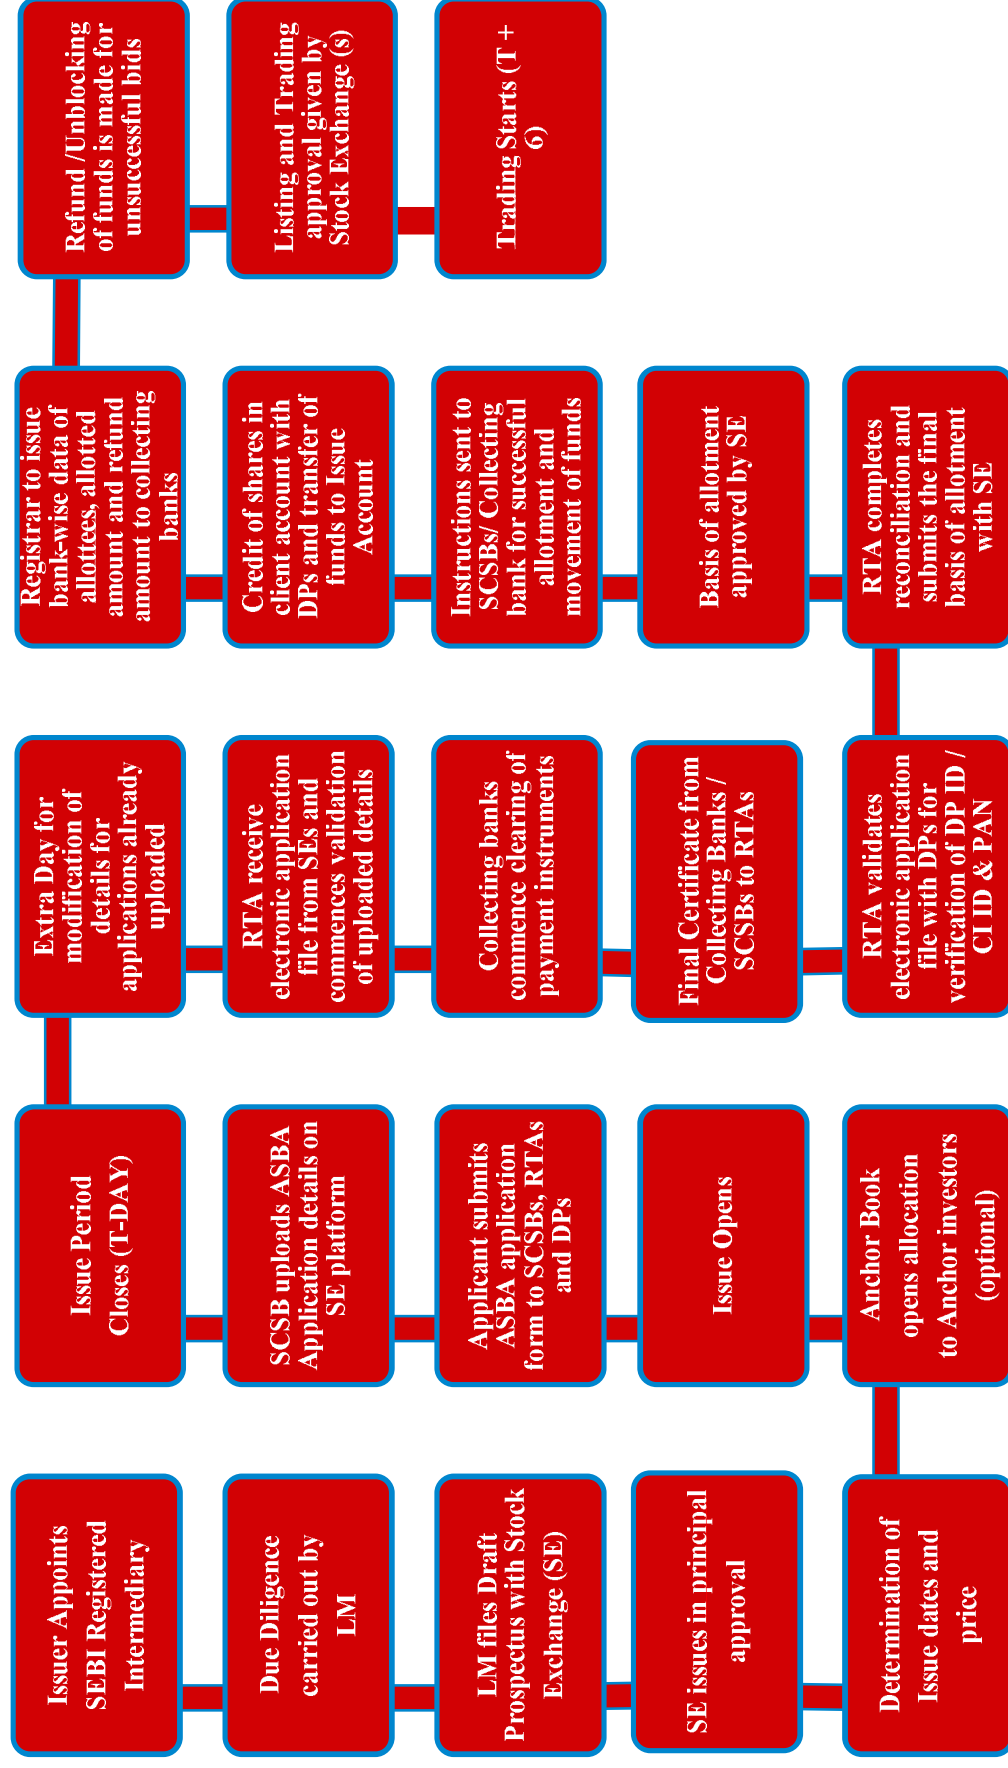 Issuer Appoints
SEBI Registered
Intermediary
Due Diligence
carried out by
LM
LM files Draft
Prospectus with Stock
Exchange (SE)
SE issues in principal
approval
Determination of
Issue dates and
price
Anchor Book
opens allocation
to Anchor investors
(optional)
Issue Opens
Applicant submits
ASBA application
form to SCSBs, RTAs
and DPs
SCSB uploads ASBA
Application details on
SE platform
Issue Period
Closes (T-DAY)
Extra Day for
modification of
details for
applications already
uploaded
RTA receive
electronic application
file from SEs and
commences validation
of uploaded details
Collecting banks
commence clearing of
payment instruments
Final Certificate from
Collecting Banks /
SCSBs to RTAs
RTA validates
electronic application
file with DPs for
verification of DP ID /
CI ID & PAN
RTA completes
reconciliation and
submits the final
basis of allotment
with SE
Basis of allotment
approved by SE
Instructions sent to
SCSBs/ Collecting
bank for successful
allotment and
movement of funds
Credit of shares in
client account with
DPs and transfer of
funds to Issue
Account
Registrar to issue
bank-wise data of
allottees, allotted
amount and refund
amount to collecting
banks
Refund /Unblocking
of funds is made for
unsuccessful bids
Listing and Trading
approval given by
Stock Exchange (s)
Trading Starts (T +
6)